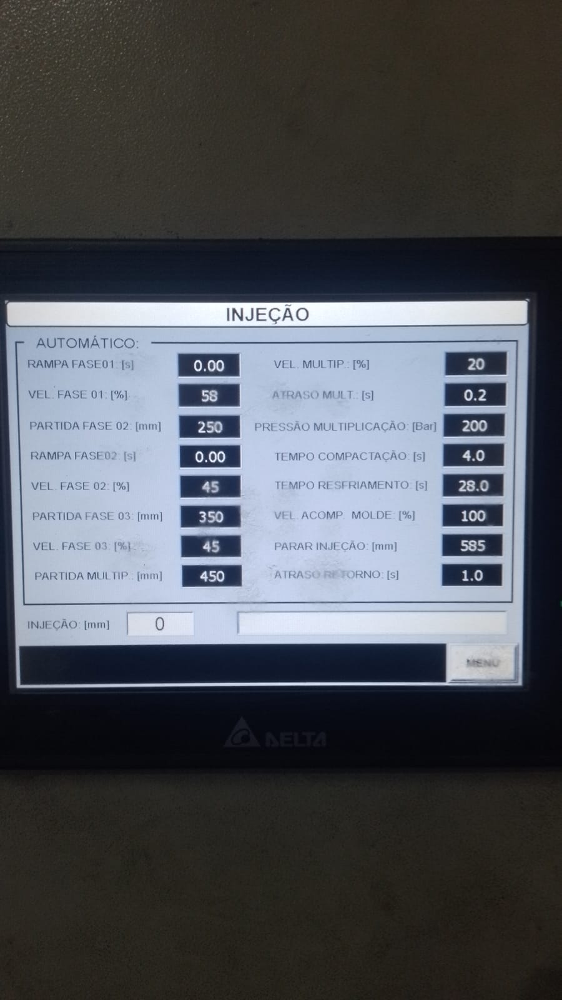 INJEÇÃO
AUTOMÁTICO:
RAMPA FASE01: [s] 0.00
VEL. FASE 01: [%] 58
PARTIDA FASE 02: [mm] 250
RAMPA FASE02: [s] 0.00
VEL. FASE 02: [%] 45
PARTIDA FASE 03: [mm] 350
VEL. FASE 03: [%] 45
PARTIDA MULTIP.: [mm] 450
VEL. MULTIP.: [%] 20
ATRASO MULT.: [s] 0.2
PRESSÃO MULTIPLICAÇÃO: [Bar] 200
TEMPO COMPACTAÇÃO: [s] 4.0
TEMPO RESFRIAMENTO: [s] 28.0
VEL. ACOMP. MOLDE: [%] 100
PARAR INJEÇÃO: [mm] 585
ATRASO RETORNO: [s] 1.0
INJEÇÃO: [mm] 0
MENU
DELTA